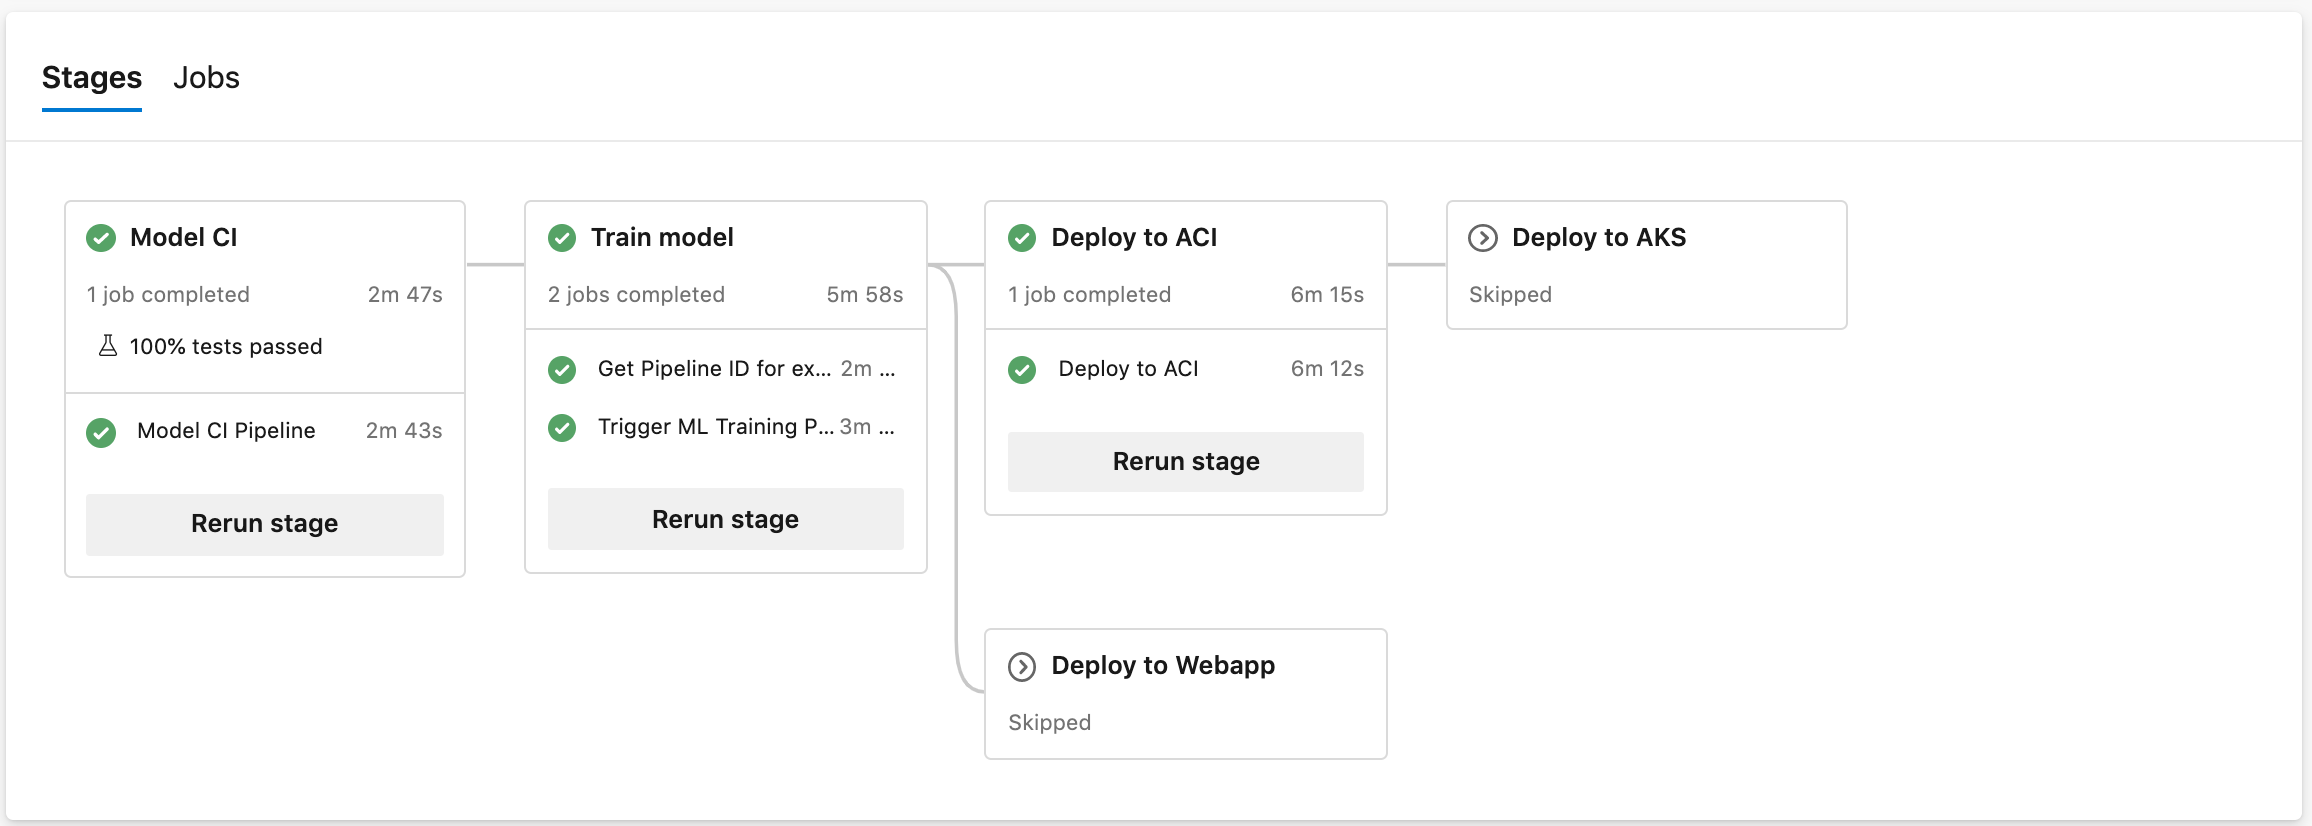 Stages Jobs
Model CI
1 job completed 2m 47s
100% tests passed
Model CI Pipeline 2m 43s
Rerun stage
Train model
2 jobs completed 5m 58s
Get Pipeline ID for ex... 2m ...
Trigger ML Training P... 3m ...
Rerun stage
Deploy to ACI
1 job completed 6m 15s
Deploy to ACI 6m 12s
Rerun stage
Deploy to AKS
Skipped
Deploy to Webapp
Skipped